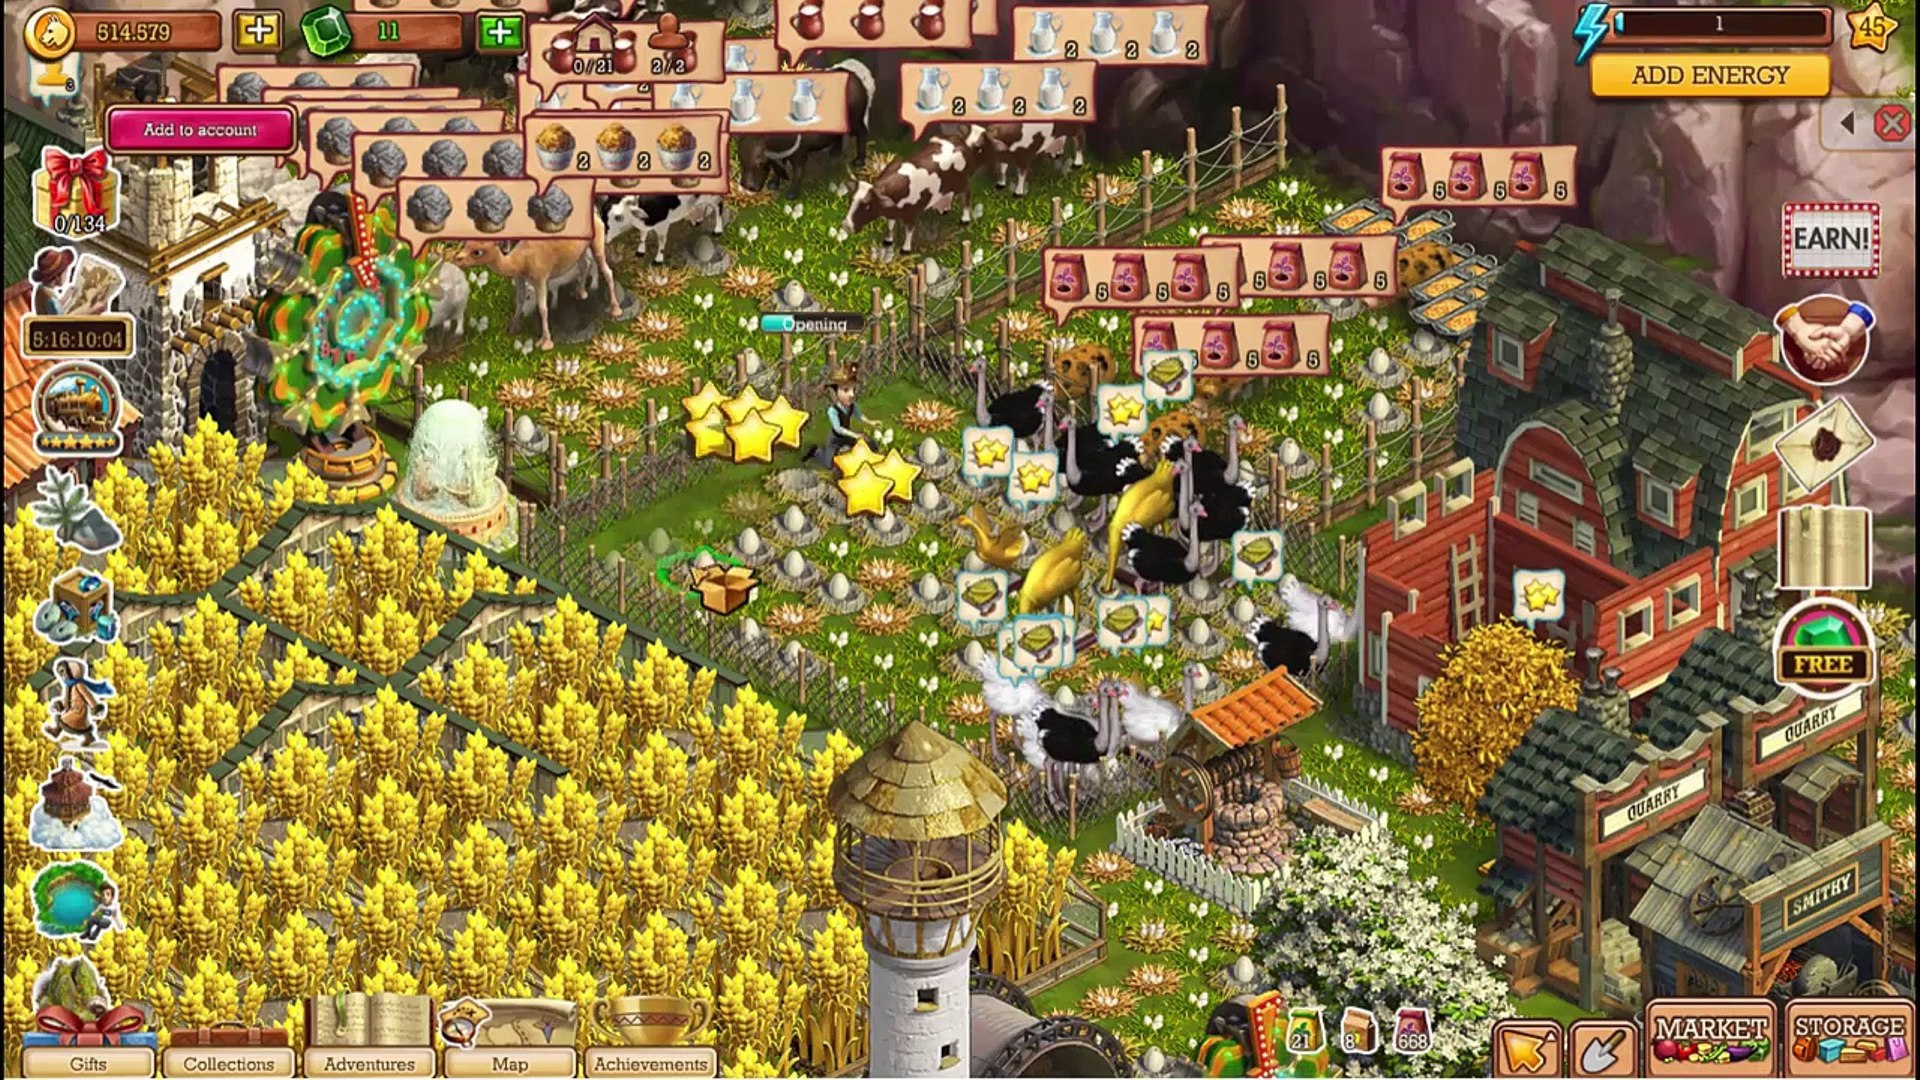 514.579
11
1
45
ADD ENERGY
3
0/21
2/2
2 2 2
2 2 2
2 2 2
Add to account
0/134
5 5 5
EARN!
5 5 5
5 5
5 5
5:16:10:04
Opening
FREE
QUARRY
QUARRY
SMITHY
21
8
668
MARKET
STORAGE
Gifts
Collections
Adventures
Map
Achievements